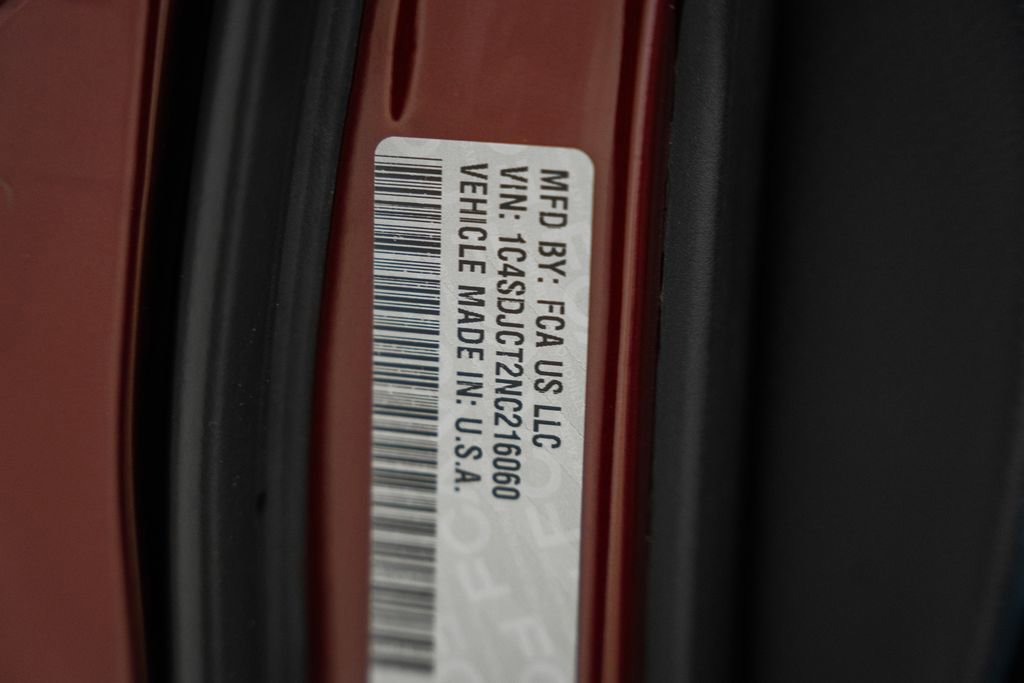 MFD BY: FCA US LLC
VIN: 1C4SDJCT2NC216060
VEHICLE MADE IN: U.S.A.